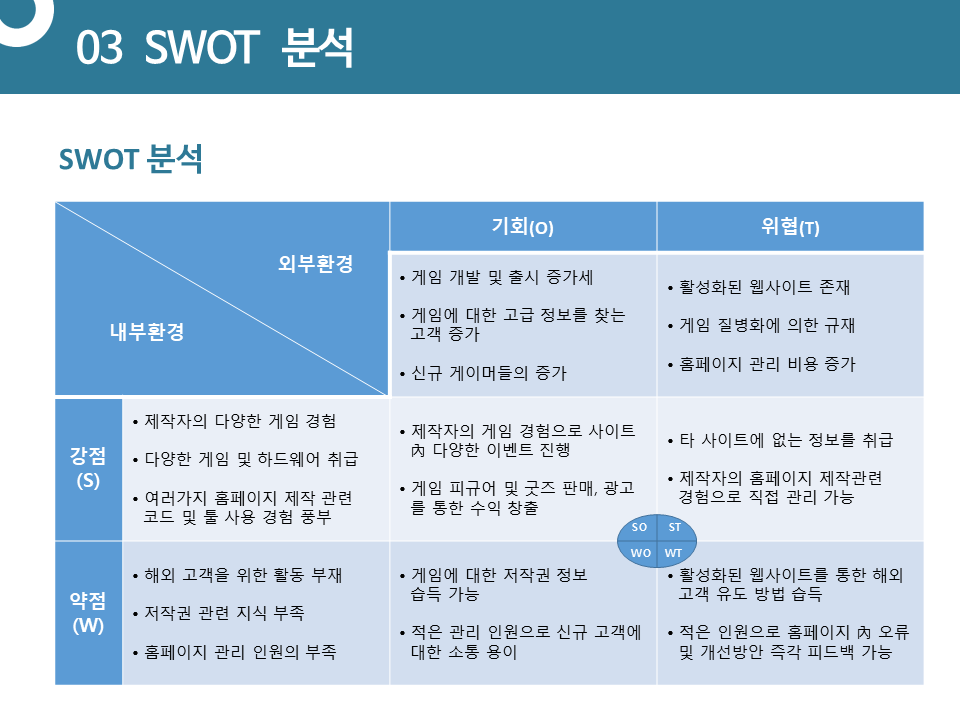 03 SWOT 분석
SWOT 분석
외부환경
내부환경
기회(O)
위협(T)
• 게임 개발 및 출시 증가세
• 게임에 대한 고급 정보를 찾는
고객 증가
• 신규 게이머들의 증가
• 활성화된 웹사이트 존재
• 게임 질병화에 의한 규재
• 홈페이지 관리 비용 증가
강점
(S)
• 제작자의 다양한 게임 경험
• 다양한 게임 및 하드웨어 취급
• 여러가지 홈페이지 제작 관련
코드 및 툴 사용 경험 풍부
• 제작자의 게임 경험으로 사이트
內 다양한 이벤트 진행
• 게임 피규어 및 굿즈 판매, 광고
를 통한 수익 창출
• 타 사이트에 없는 정보를 취급
• 제작자의 홈페이지 제작관련
경험으로 직접 관리 가능
SO
ST
WO
WT
약점
(W)
• 해외 고객을 위한 활동 부재
• 저작권 관련 지식 부족
• 홈페이지 관리 인원의 부족
• 게임에 대한 저작권 정보
습득 가능
• 적은 관리 인원으로 신규 고객에
대한 소통 용이
• 활성화된 웹사이트를 통한 해외
고객 유도 방법 습득
• 적은 인원으로 홈페이지 內 오류
및 개선방안 즉각 피드백 가능